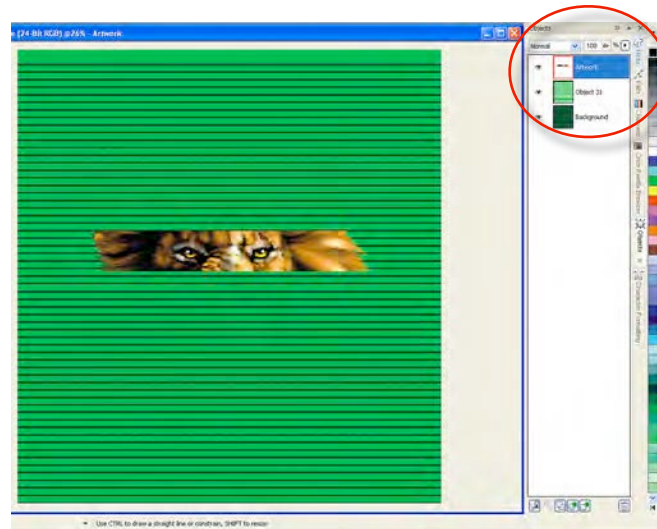 (24-Bit RGB) @26% - Artwork
Objects
Normal
100
%
Artwork
Object 31
Background
Path
Color Palette Browser
Objects
Character Formatting
Use CTRL to draw a straight line or constrain, SHIFT to resize